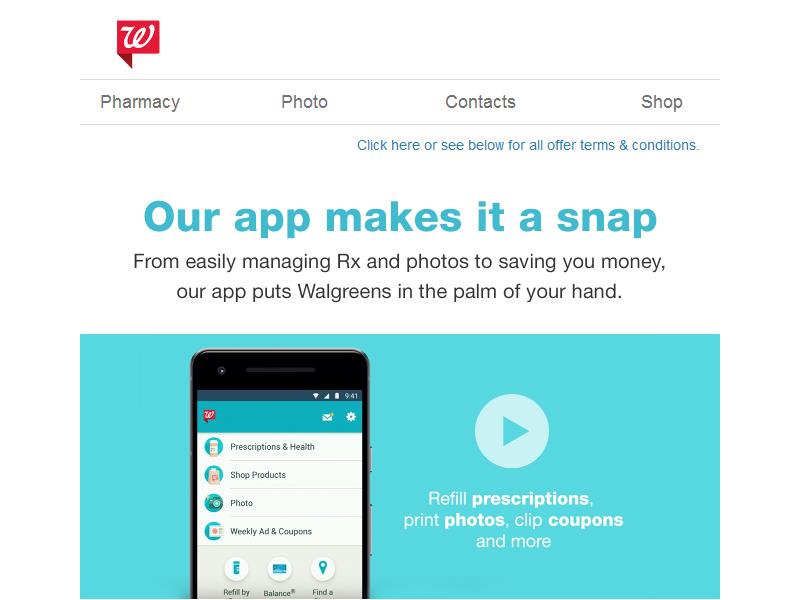 Pharmacy Photo Contacts Shop
Click here or see below for all offer terms & conditions.
Our app makes it a snap
From easily managing Rx and photos to saving you money,
our app puts Walgreens in the palm of your hand.
9:41
Prescriptions & Health
Shop Products
Photo
Weekly Ad & Coupons
Refill by Balance® Find a
Refill prescriptions,
print photos, clip coupons
and more